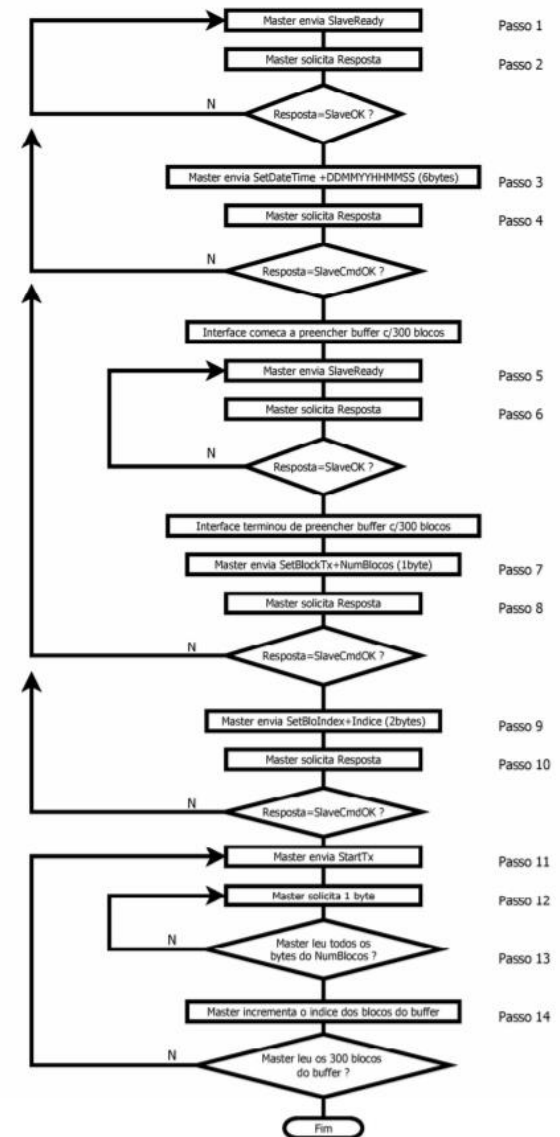 Master envia SlaveReady Passo 1
Master solicita Resposta Passo 2
N
Resposta=SlaveOK ?
Master envia SetDateTime +DDMMYYHHMMSS (6bytes) Passo 3
Master solicita Resposta Passo 4
N
Resposta=SlaveCmdOK ?
Interface comeca a preencher buffer c/300 blocos
Master envia SlaveReady Passo 5
Master solicita Resposta Passo 6
N
Resposta=SlaveOK ?
Interface terminou de preencher buffer c/300 blocos
Master envia SetBlockTx+NumBlocos (1byte) Passo 7
Master solicita Resposta Passo 8
N
Resposta=SlaveCmdOK ?
Master envia SetBloIndex+Indice (2bytes) Passo 9
Master solicita Resposta Passo 10
N
Resposta=SlaveCmdOK ?
Master envia StartTx Passo 11
Master solicita 1 byte Passo 12
N
Master leu todos os
bytes do NumBlocos ? Passo 13
Master incrementa o indice dos blocos do buffer Passo 14
N
Master leu os 300 blocos
do buffer ?
Fim